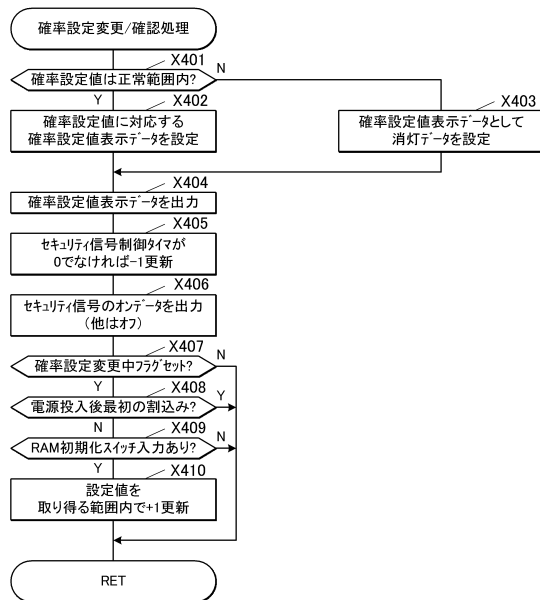 確率設定変更/確認処理
X401
確率設定値は正常範囲内?
N
Y
X402
確率設定値に対応する
確率設定値表示データを設定
X403
確率設定値表示データとして
消灯データを設定
X404
確率設定値表示データを出力
X405
セキュリティ信号制御タイマが
0でなければ-1更新
X406
セキュリティ信号のオンデータを出力
(他はオフ)
X407
確率設定変更中フラグセット?
N
Y
X408
電源投入後最初の割込み?
Y
N
X409
RAM初期化スイッチ入力あり?
N
Y
X410
設定値を
取り得る範囲内で+1更新
RET